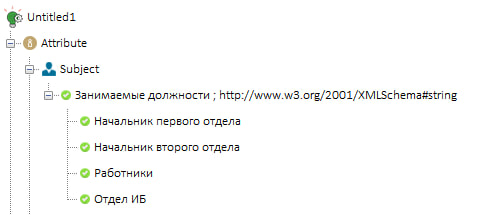 Untitled1
Attribute
Subject
Занимаемые должности ; http://www.w3.org/2001/XMLSchema#string
Начальник первого отдела
Начальник второго отдела
Работники
Отдел ИБ